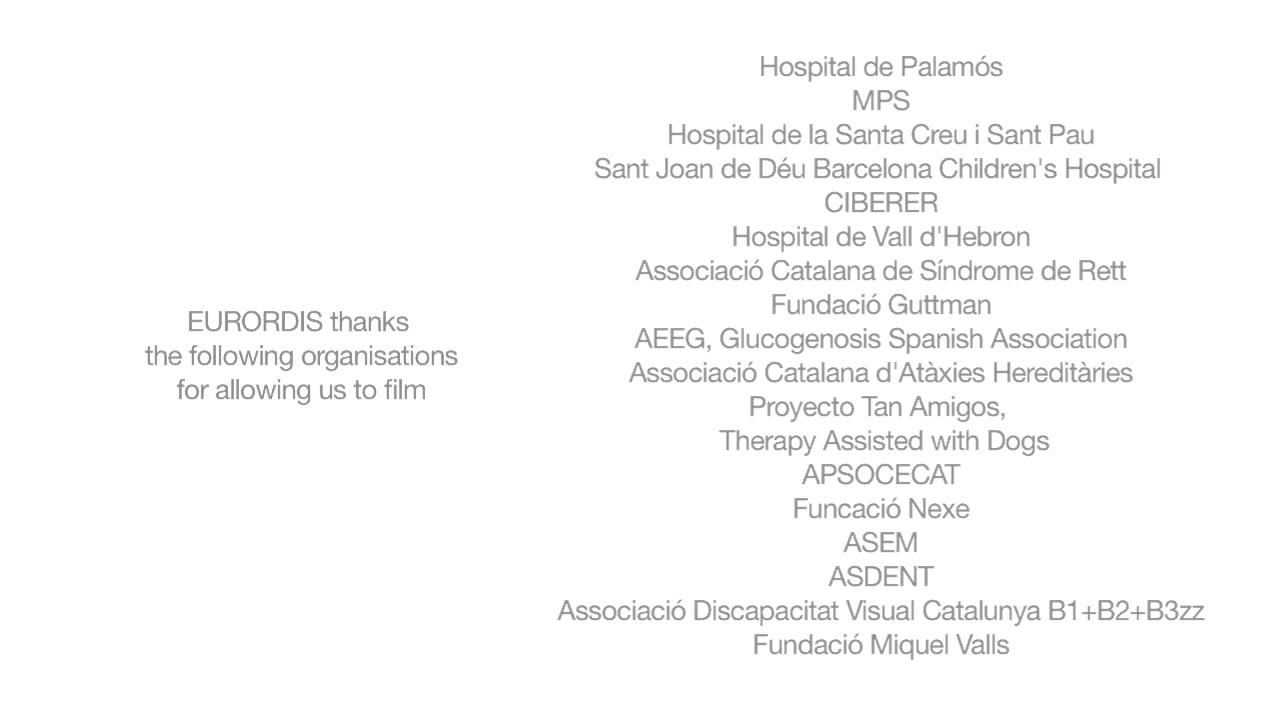 EURORDIS thanks
the following organisations
for allowing us to film
Hospital de Palamós
MPS
Hospital de la Santa Creu i Sant Pau
Sant Joan de Déu Barcelona Children's Hospital
CIBERER
Hospital de Vall d'Hebron
Associació Catalana de Síndrome de Rett
Fundació Guttman
AEEG, Glucogenosis Spanish Association
Associació Catalana d'Atàxies Hereditàries
Proyecto Tan Amigos,
Therapy Assisted with Dogs
APSOCECAT
Funcació Nexe
ASEM
ASDENT
Associació Discapacitat Visual Catalunya B1+B2+B3zz
Fundació Miquel Valls